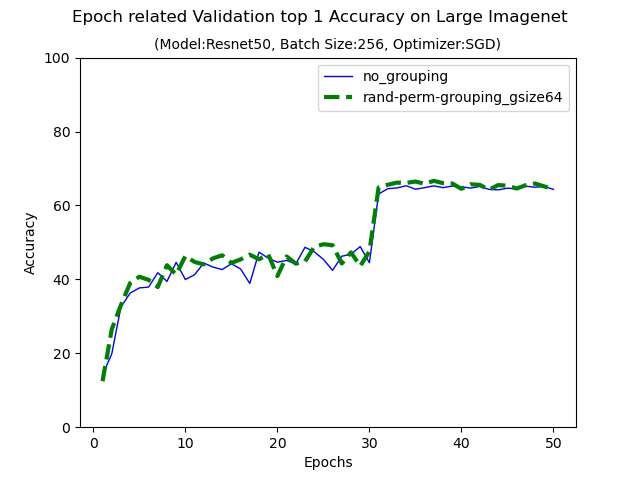 Epoch related Validation top 1 Accuracy on Large Imagenet
(Model:Resnet50, Batch Size:256, Optimizer:SGD)
no_grouping
rand-perm-grouping_gsize64
100
80
60
40
20
0
Accuracy
0 10 20 30 40 50
Epochs